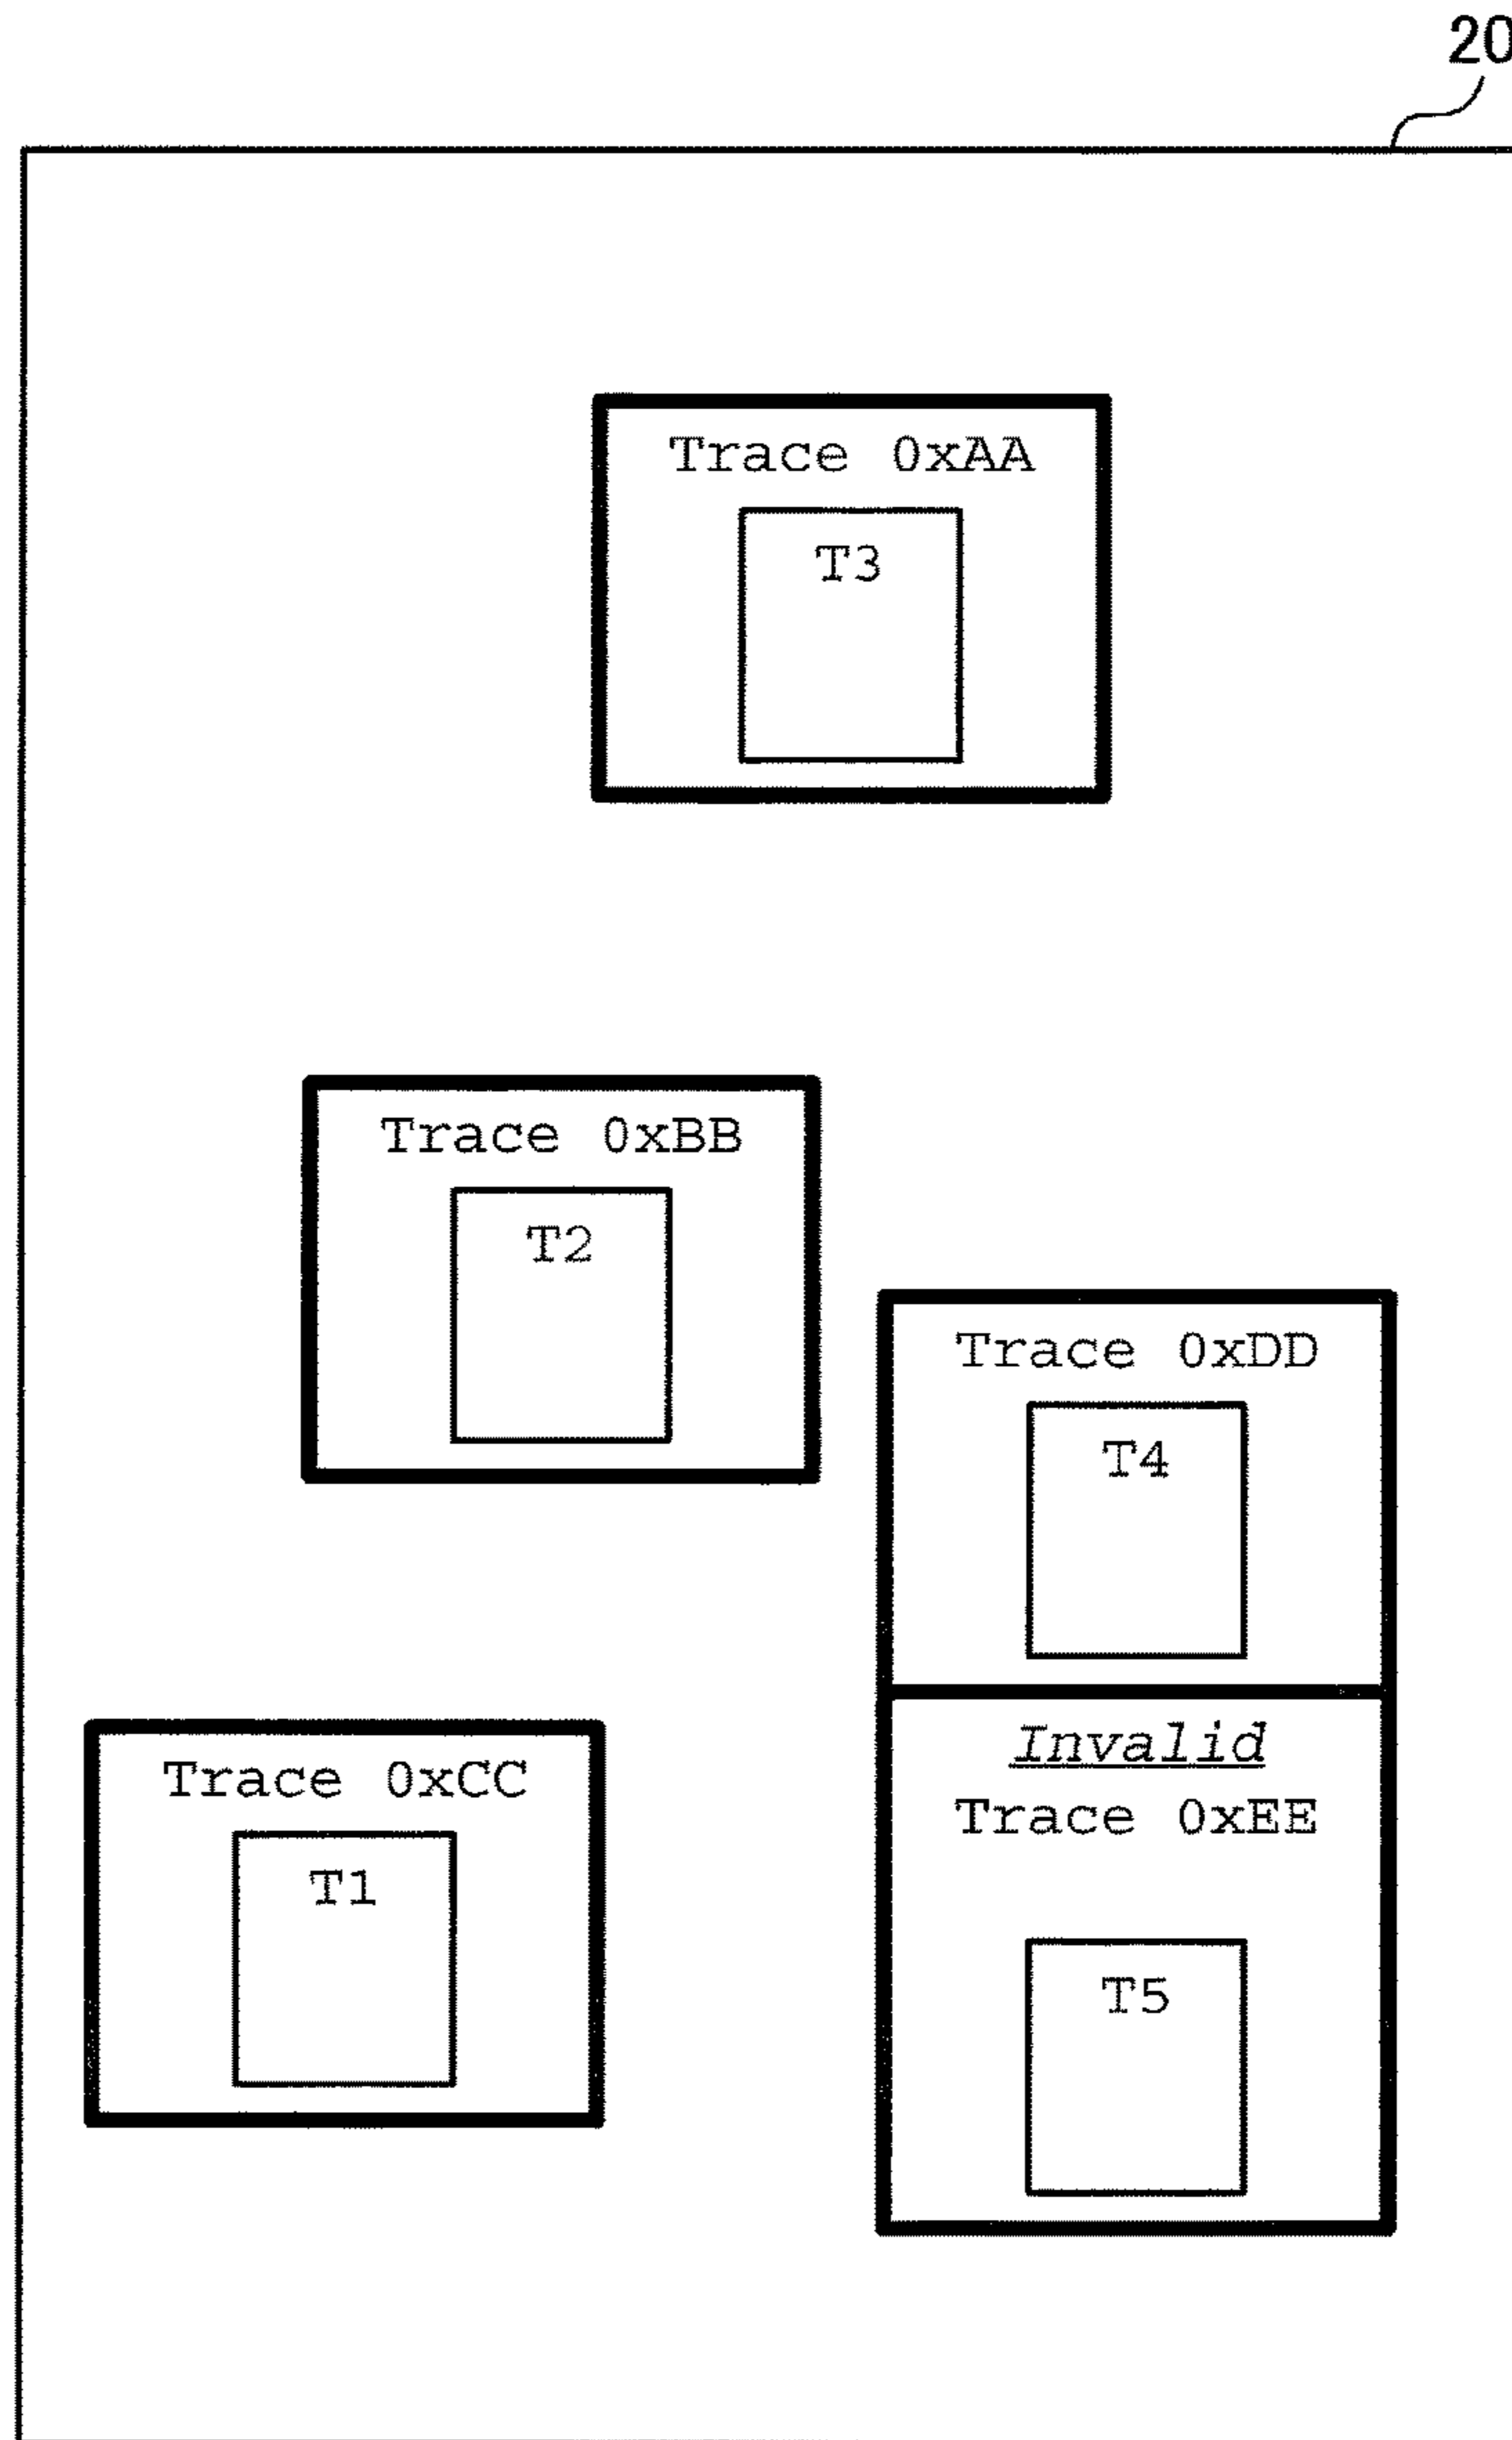 20
Trace 0xAA
T3
Trace 0xBB
T2
Trace 0xDD
T4
Invalid
Trace 0xEE
T5
Trace 0xCC
T1